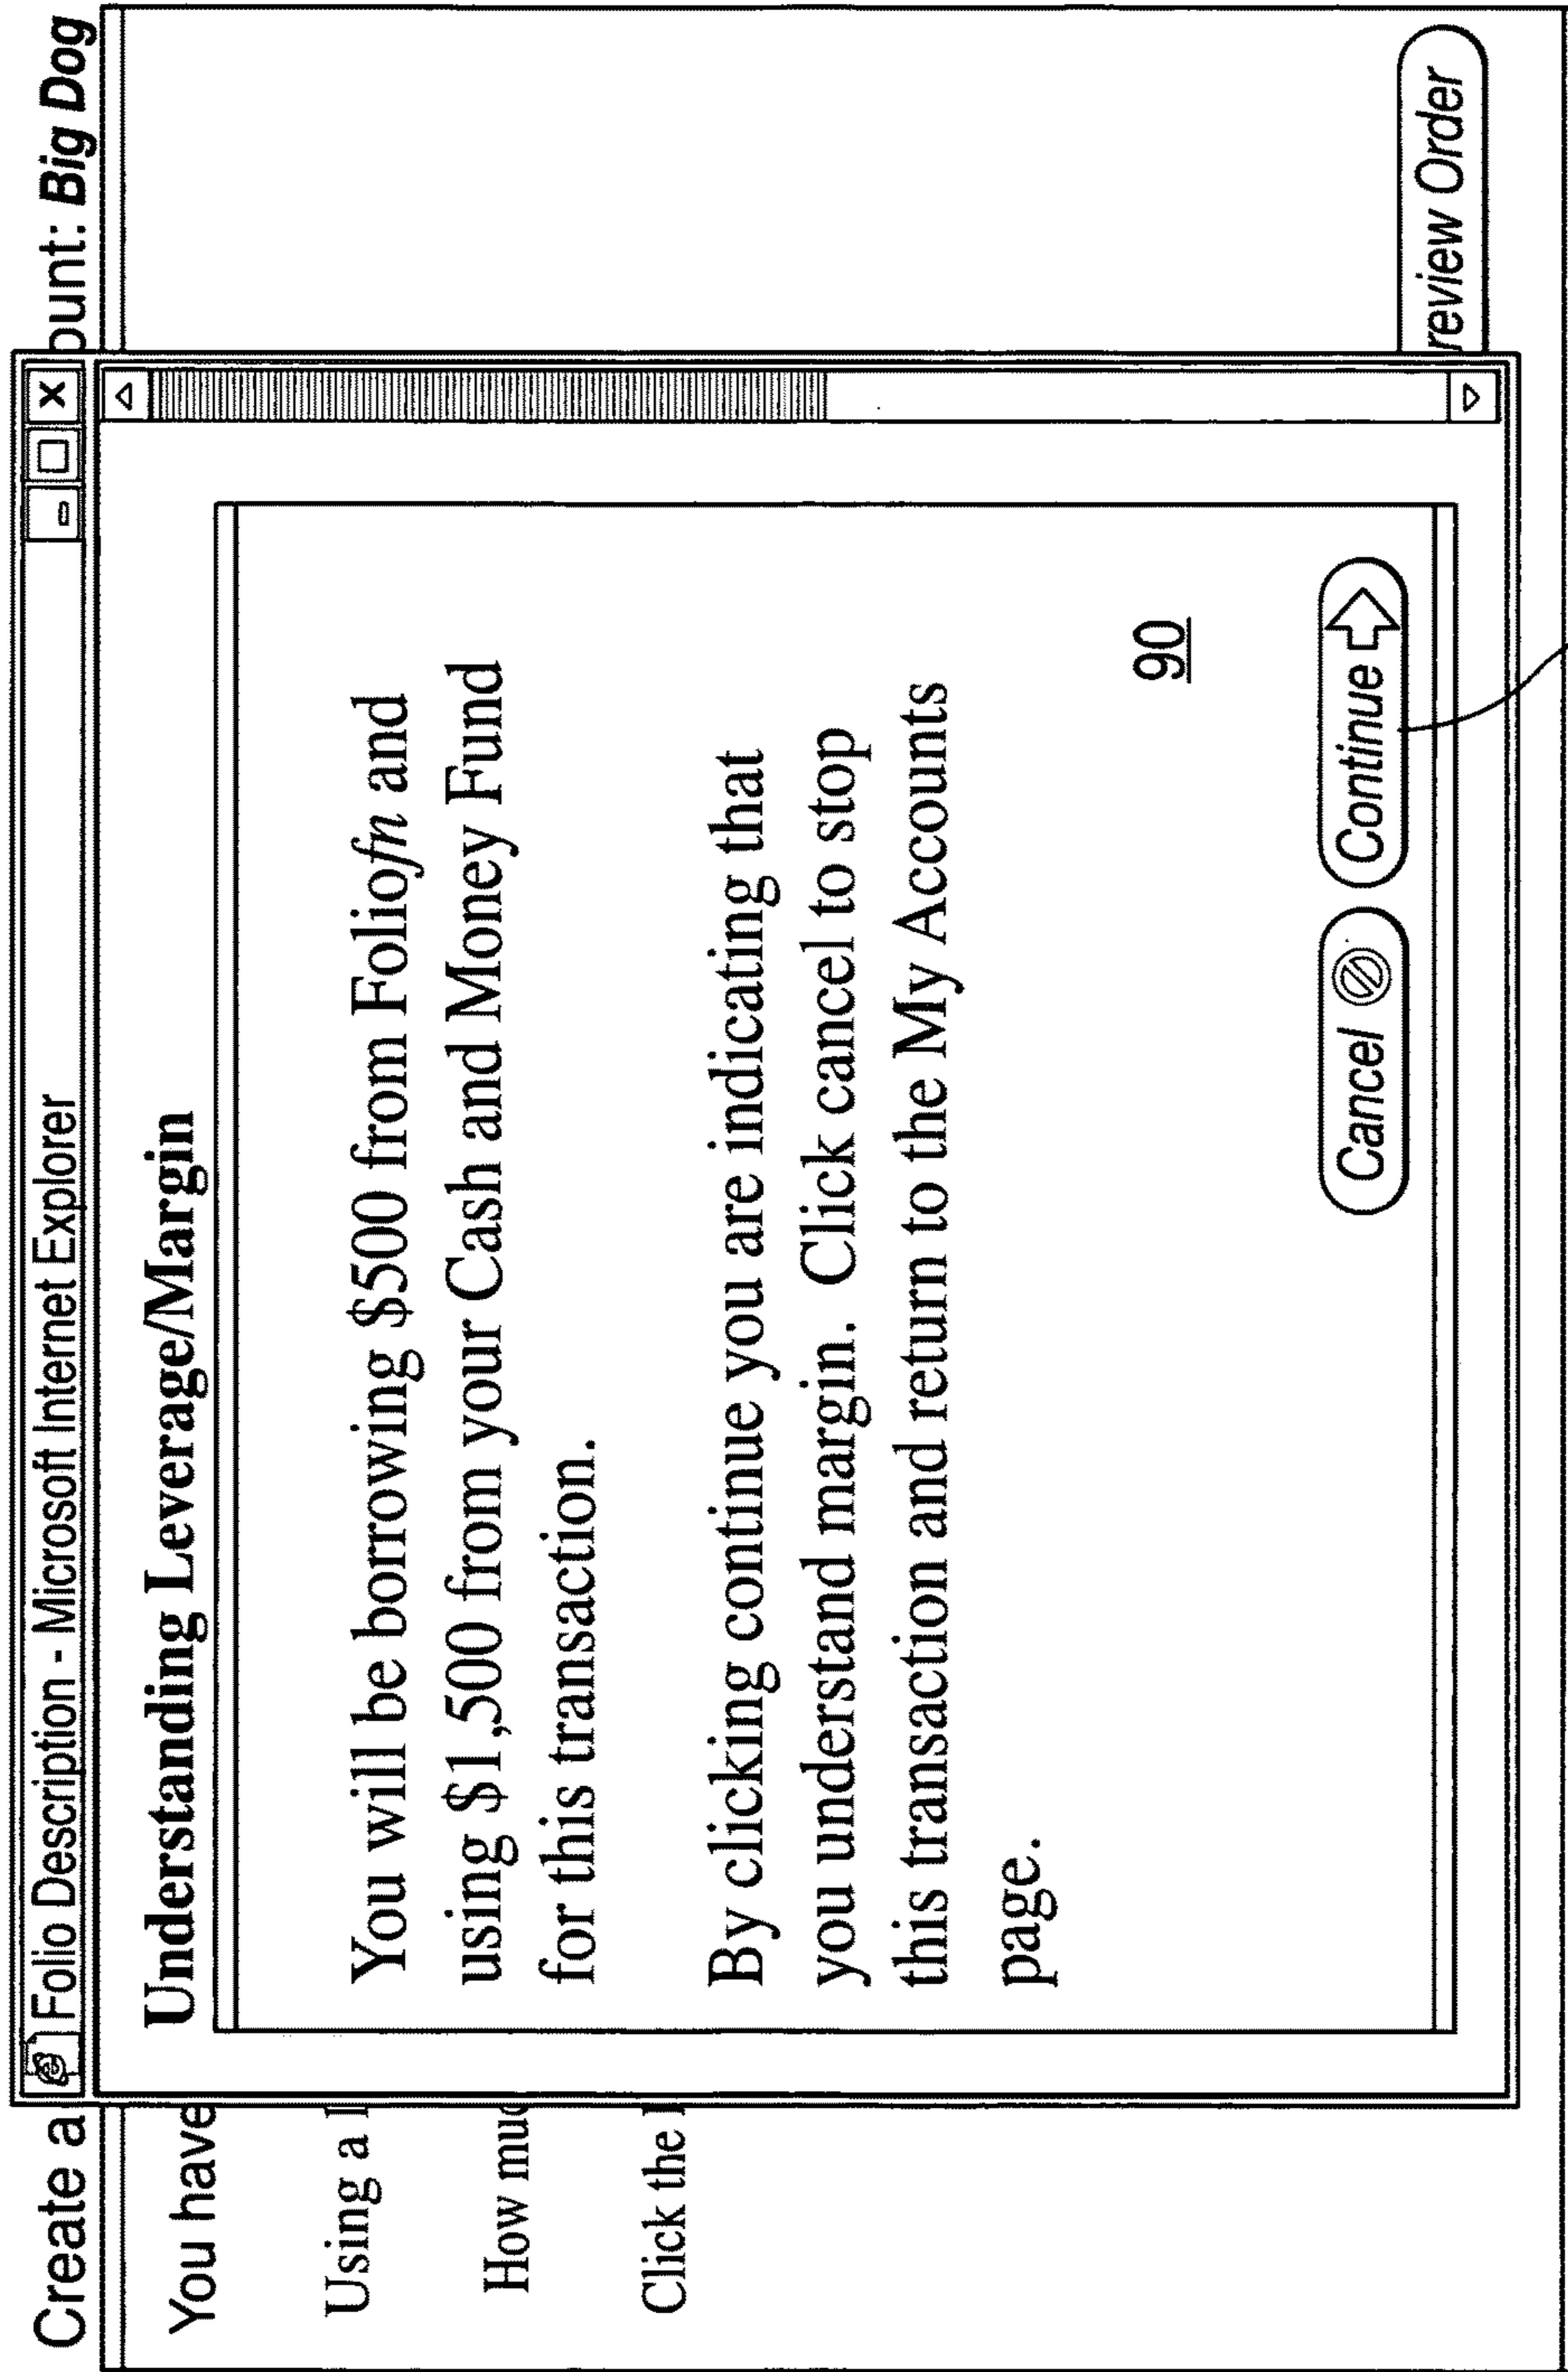 Create a
ount: Big Dog
Folio Description - Microsoft Internet Explorer
Understanding Leverage/Margin
You have
Using a
How muc
Click the
You will be borrowing $500 from Foliofn and
using $1,500 from your Cash and Money Fund
for this transaction.
By clicking continue you are indicating that
you understand margin. Click cancel to stop
this transaction and return to the My Accounts
page.
90
Cancel
Continue
review Order